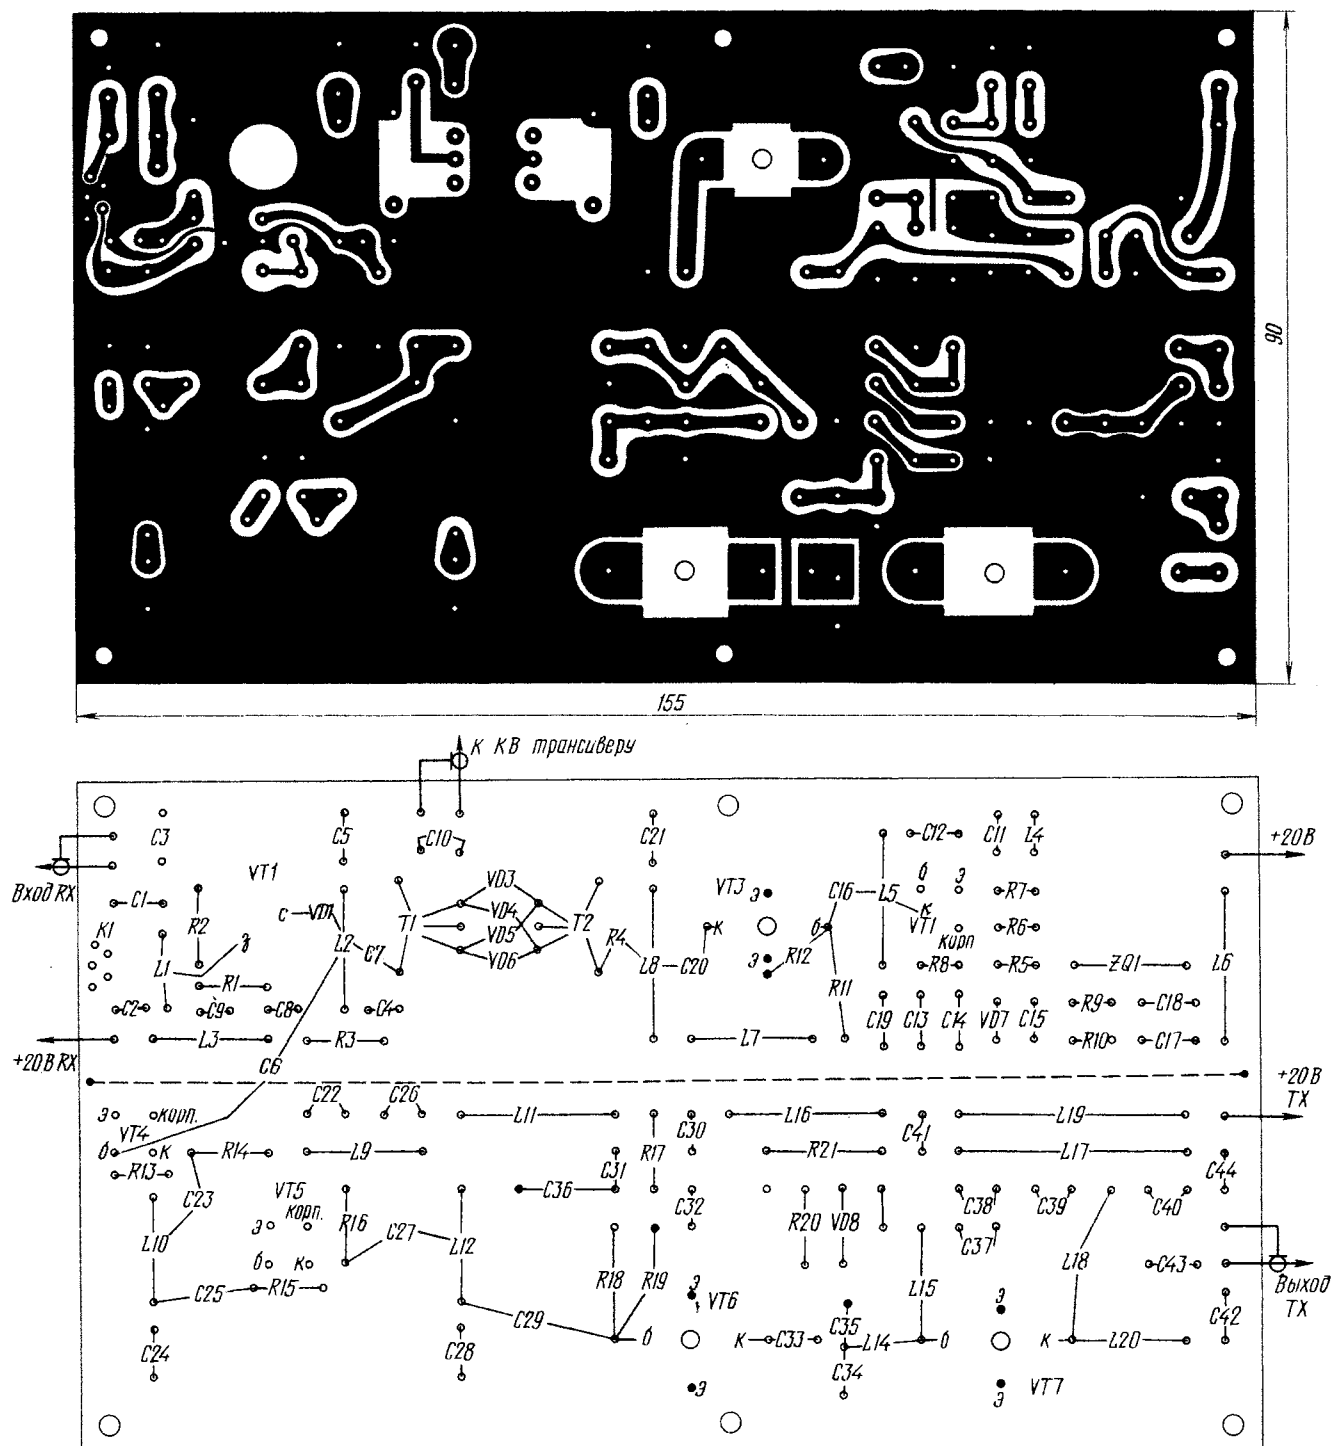 90
155
К КВ трансиверу
C3
C5
C10
C21
C12
C11
L4
+20В
Вход RX
VT1
C1
R2
К1
с
VD1
L2
C7
T1
VD3
VD4
VD5
VD6
T2
R4
L8
C20
VT3
к
э
б
R12
C16
L5
б
э
к
VT1
корп
R7
R6
R8
R5
ZQ1
L6
L1
з
R1
C2
C9
C8
C4
R11
C19
C13
C14
VD7
C15
R9
C18
R10
C17
+20В RX
L3
R3
L7
C6
+20В
TX
э
корп.
VT4
б
к
R13
C22
C26
L11
C30
L16
C41
L19
R14
L9
C31
R17
R21
L17
C44
C23
VT5
корп.
э
б
к
R16
C27
C36
C32
R20
VD8
C38
C39
C40
L10
L12
C37
L18
C43
C25
R15
R18
R19
э
VT6
L15
э
Выход
TX
C29
C35
C42
C24
C28
б
к
C33
L14
б
к
L20
C34
э
э
VT7